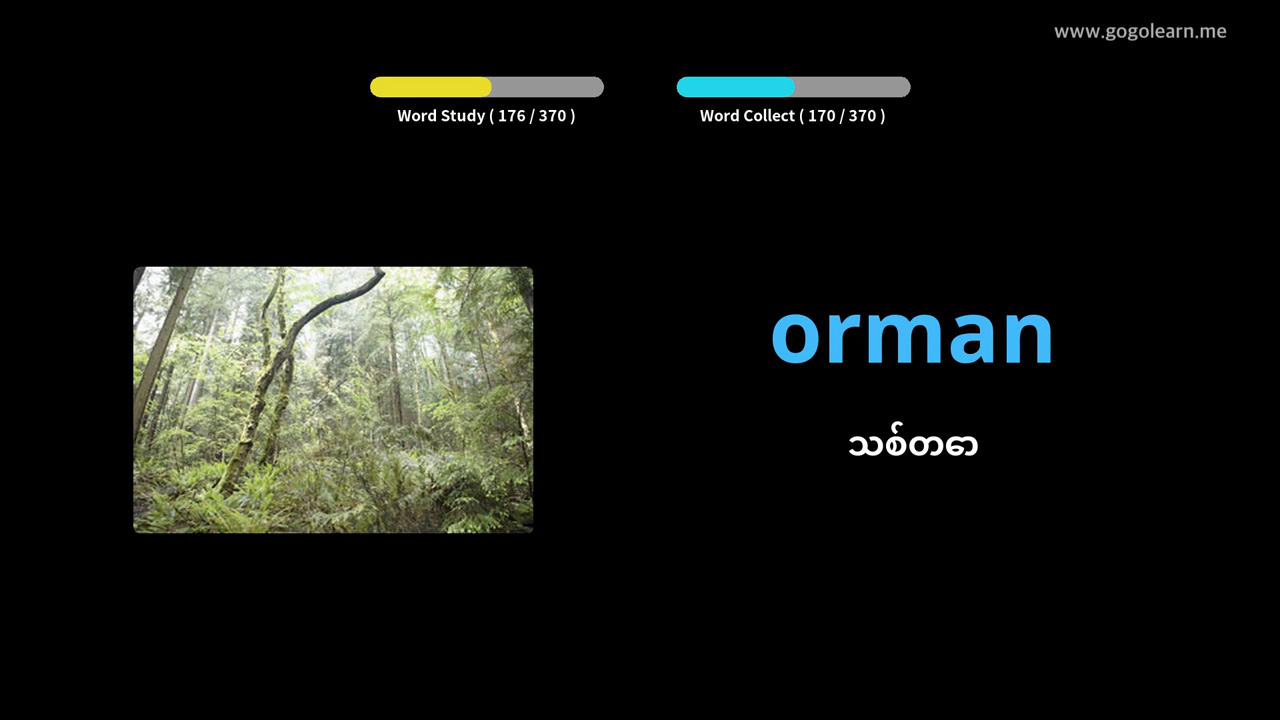 www.gogolearn.me
Word Study ( 176 / 370 )
Word Collect ( 170 / 370 )
orman
သစ်တော